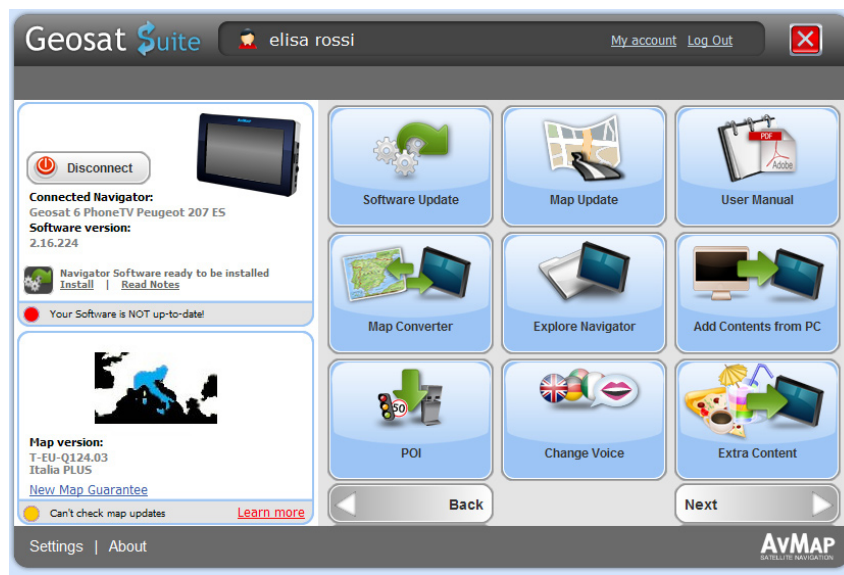 Geosat Suite
elisa rossi
My account Log Out
AvMap
Disconnect
Connected Navigator:
Geosat 6 PhoneTV Peugeot 207 ES
Software version:
2.16.224
Navigator Software ready to be installed
Install | Read Notes
Your Software is NOT up-to-date!
Map version:
T-EU-Q124.03
Italia PLUS
New Map Guarantee
Can't check map updates Learn more
Software Update
Map Update
PDF
Adobe
User Manual
Map Converter
Explore Navigator
Add Contents from PC
50
POI
Change Voice
Extra Content
Back
Next
Settings | About
AvMap
SATELLITE NAVIGATION